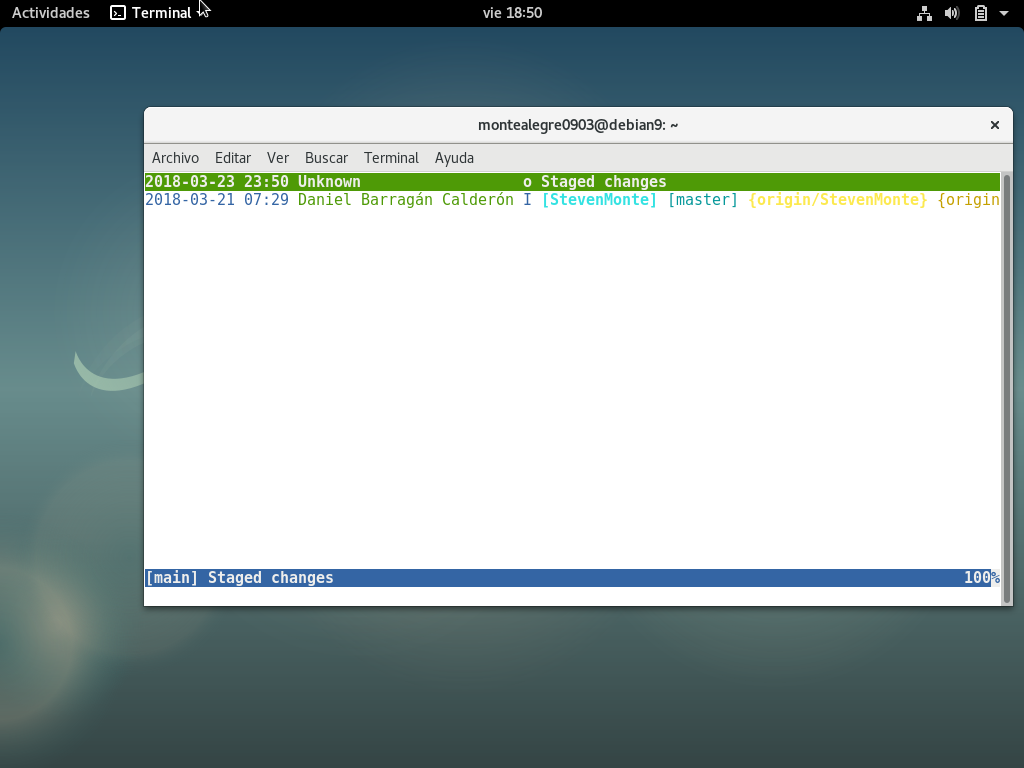 Actividades Terminal vie 18:50
montealegre0903@debian9: ~ ×
Archivo Editar Ver Buscar Terminal Ayuda
2018-03-23 23:50 Unknown o Staged changes
2018-03-21 07:29 Daniel Barragán Calderón I [StevenMonte] [master] {origin/StevenMonte} {origin
[main] Staged changes 100%